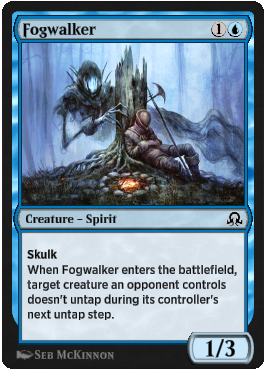 Fogwalker 1
Creature – Spirit
Skulk
When Fogwalker enters the battlefield,
target creature an opponent controls
doesn't untap during its controller's
next untap step.
Seb McKinnon
1/3